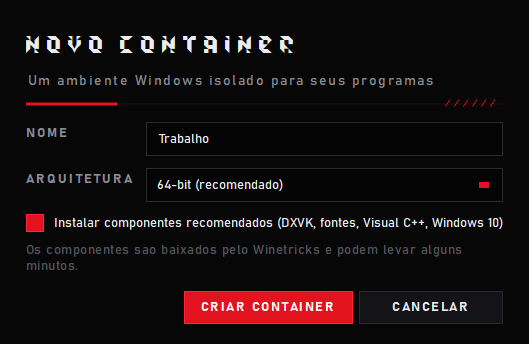 NOVO CONTAINER
Um ambiente Windows isolado para seus programas
NOME
Trabalho
ARQUITETURA
64-bit (recomendado)
Instalar componentes recomendados (DXVK, fontes, Visual C++, Windows 10)
Os componentes sao baixados pelo Winetricks e podem levar alguns
minutos.
CRIAR CONTAINER
CANCELAR